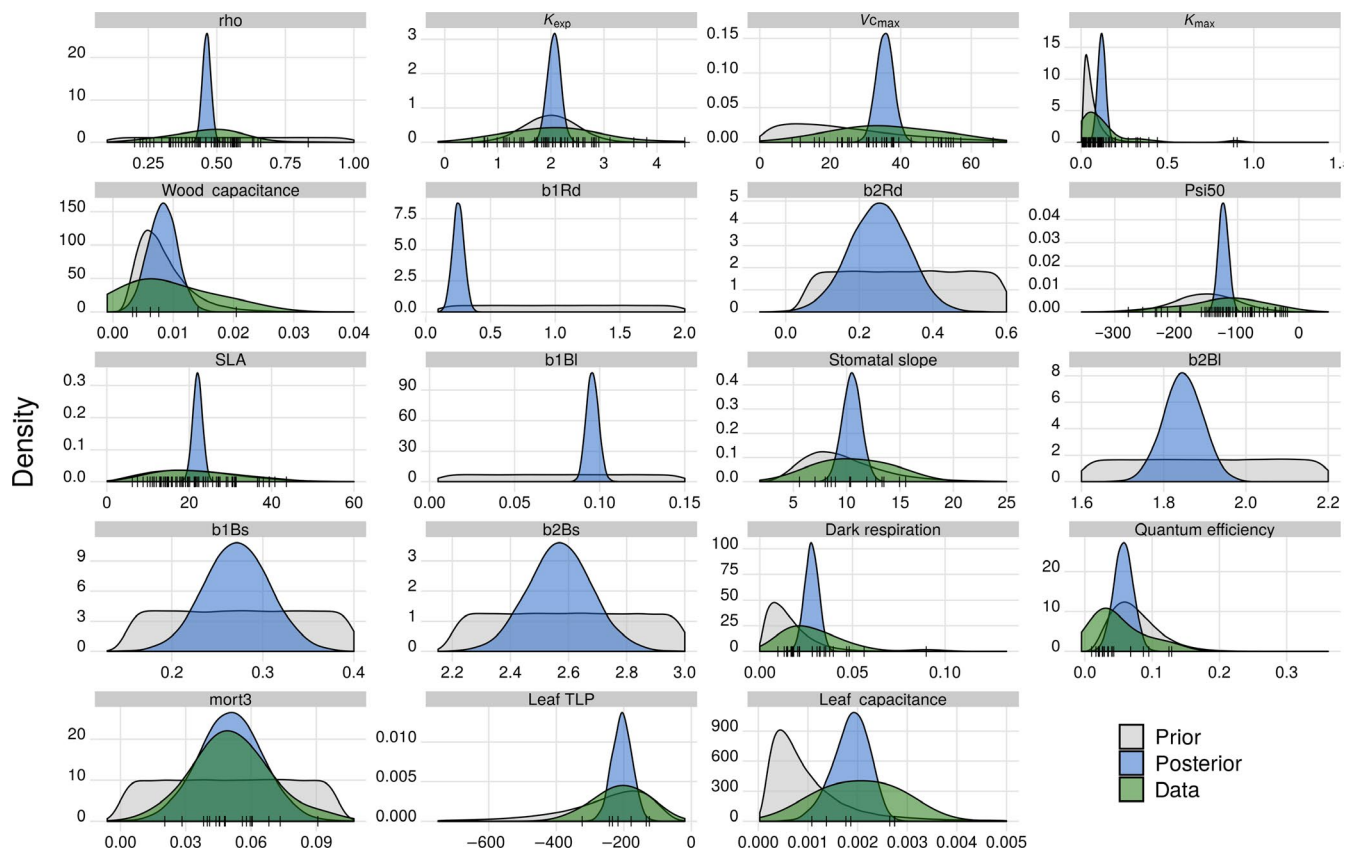 rho
K_exp
Vc_max
K_max
20
10
0
0.25 0.50 0.75 1.00
3
2
1
0
0 1 2 3 4
0.15
0.10
0.05
0.00
0 20 40 60
15
10
5
0
0.0 0.5 1.0 1.
Wood capacitance
b1Rd
b2Rd
Psi50
150
100
50
0
0.00 0.01 0.02 0.03 0.04
7.5
5.0
2.5
0.0
0.0 0.5 1.0 1.5 2.0
5
4
3
2
1
0
0.0 0.2 0.4 0.6
0.04
0.03
0.02
0.01
0.00
−300 −200 −100 0
SLA
b1Bl
Stomatal slope
b2Bl
0.3
0.2
0.1
0.0
0 20 40 60
90
60
30
0
0.00 0.05 0.10 0.15
0.4
0.3
0.2
0.1
0.0
5 10 15 20 25
8
6
4
2
0
1.6 1.8 2.0 2.2
Density
b1Bs
b2Bs
Dark respiration
Quantum efficiency
9
6
3
0
0.2 0.3 0.4
3
2
1
0
2.2 2.4 2.6 2.8 3.0
100
75
50
25
0
0.00 0.05 0.10
20
10
0
0.0 0.1 0.2 0.3
mort3
Leaf TLP
Leaf capacitance
20
10
0
0.00 0.03 0.06 0.09
0.010
0.005
0.000
−600 −400 −200 0
900
600
300
0
0.000 0.001 0.002 0.003 0.004 0.005
Prior
Posterior
Data